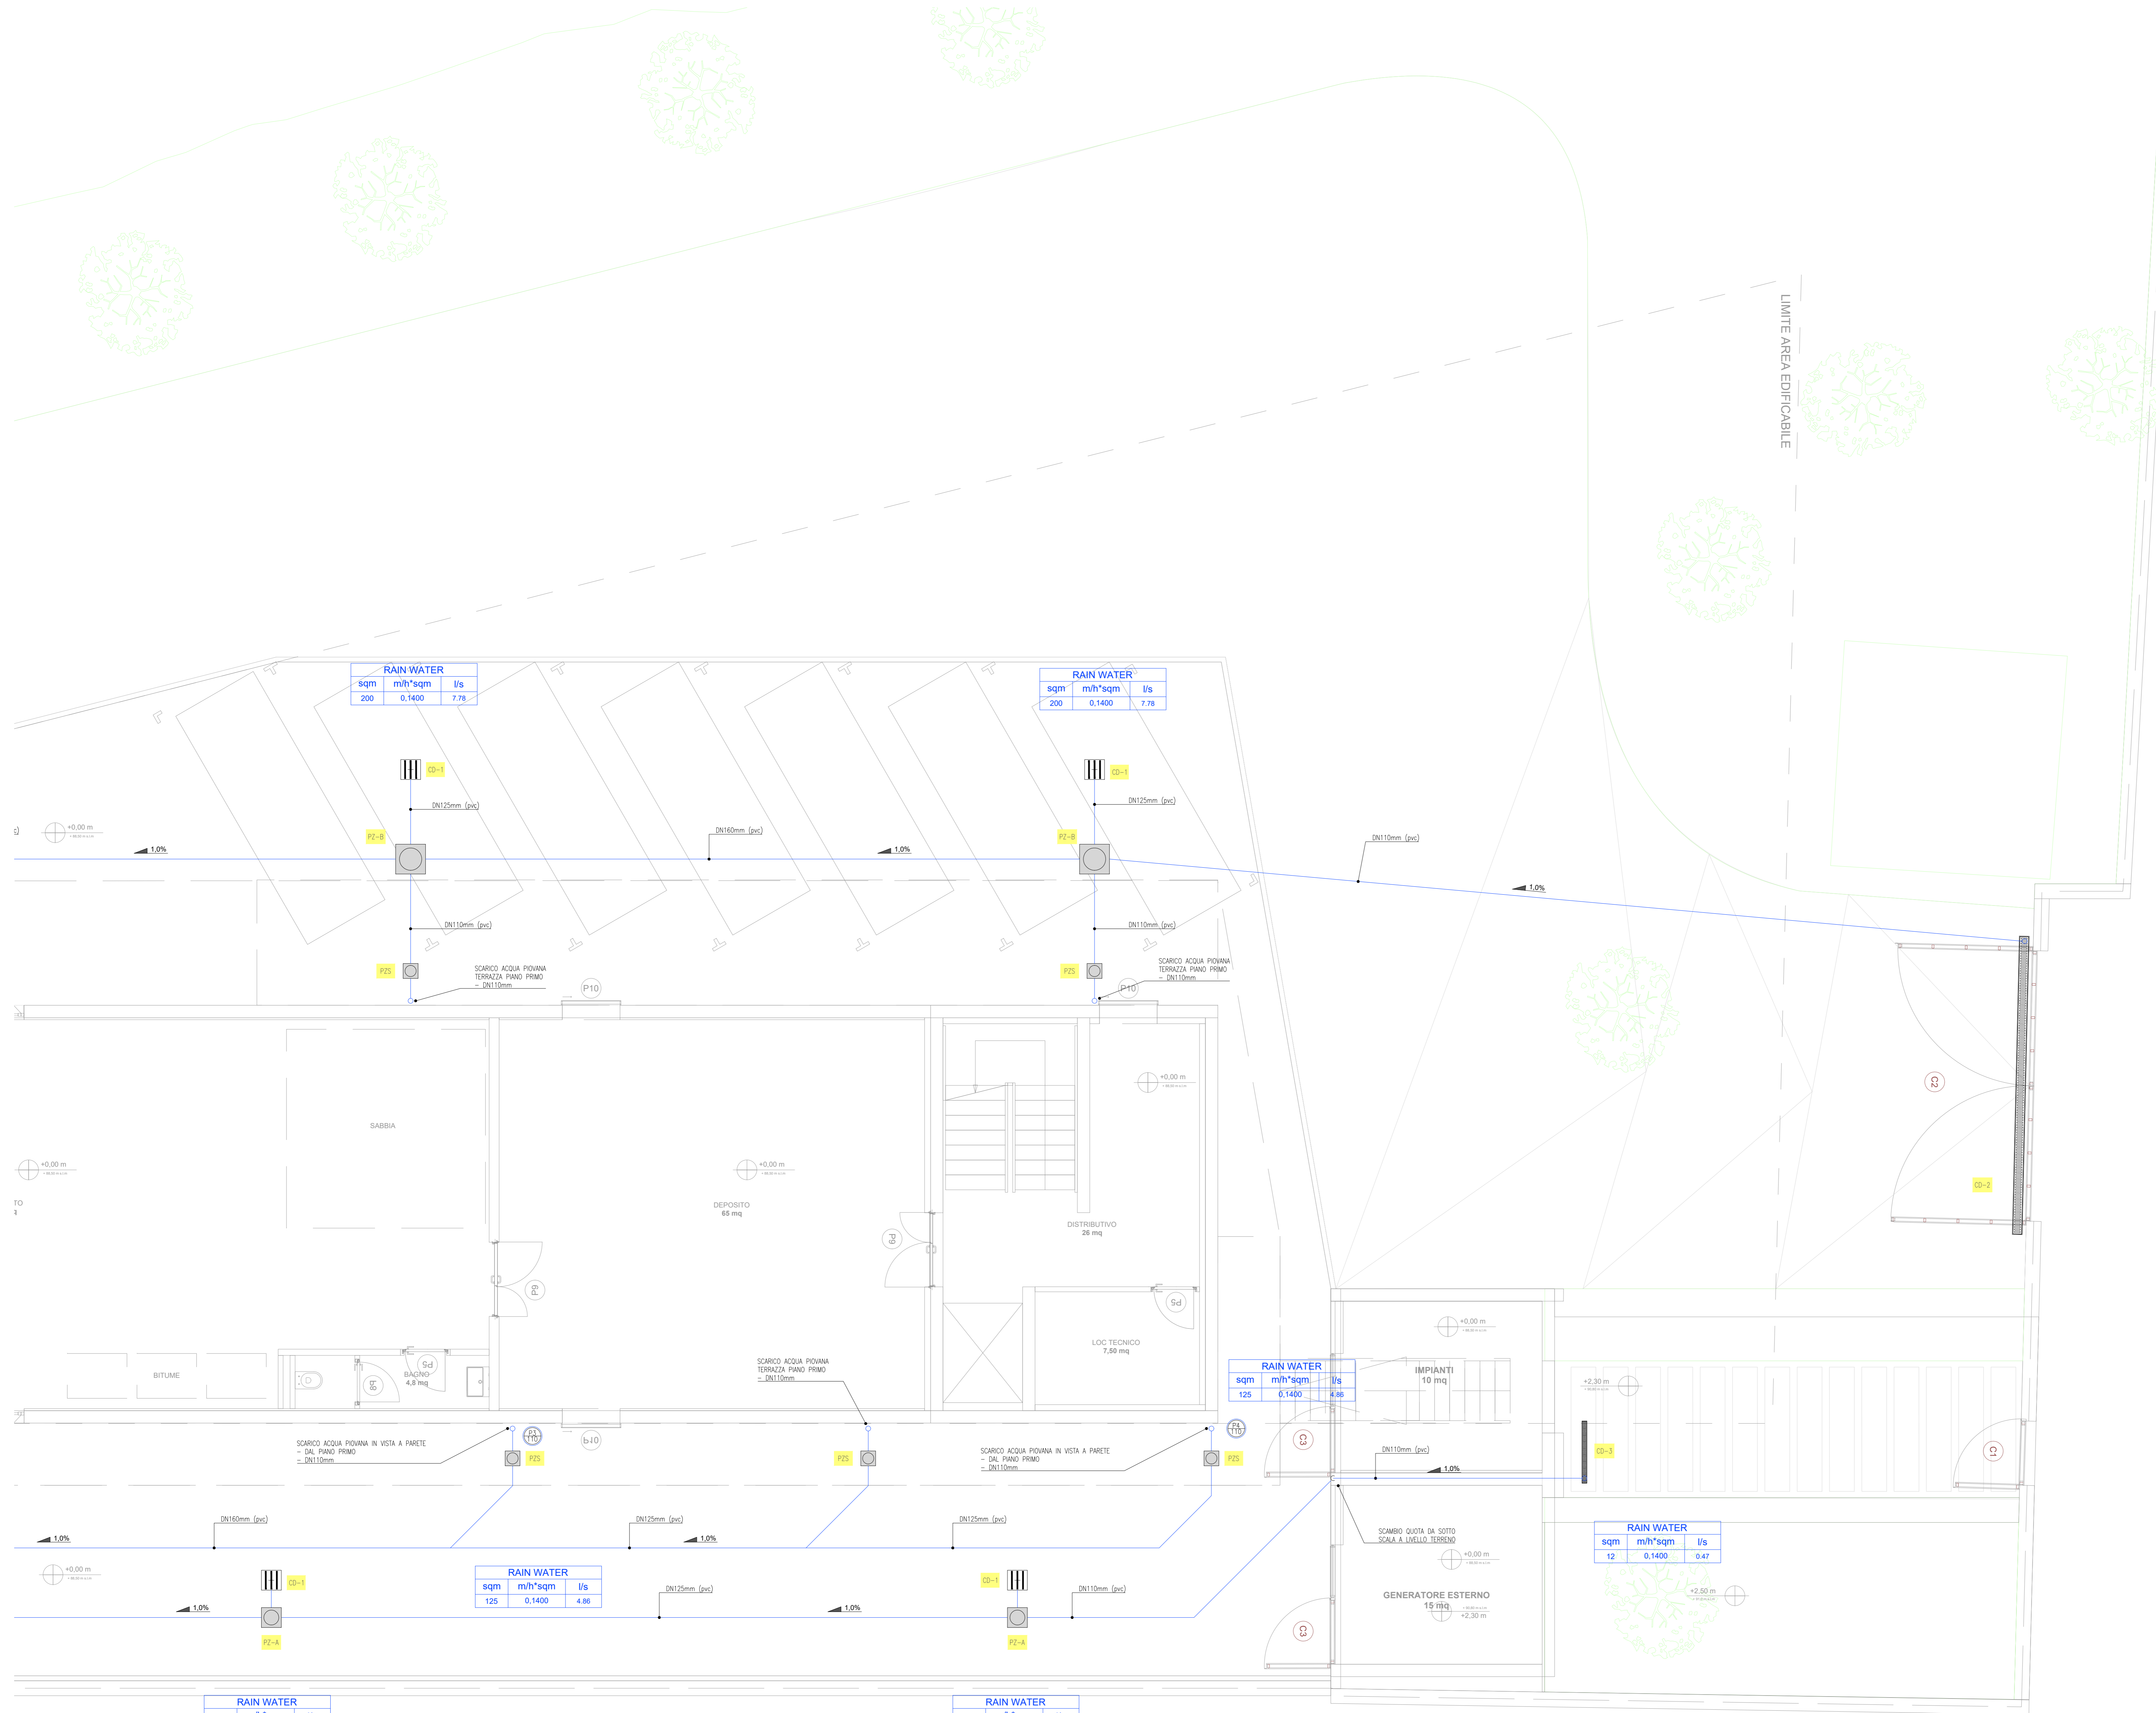 LIMITE AREA EDIFICABILE
RAIN WATER
sqm m/h*sqm l/s
200 0,1400 7.78
RAIN WATER
sqm m/h*sqm l/s
200 0,1400 7.78
CD-1
CD-1
DN125mm (pvc)
DN125mm (pvc)
+0,00 m
PZ-B
DN160mm (pvc)
PZ-B
DN110mm (pvc)
1,0%
1,0%
1,0%
DN110mm (pvc)
DN110mm (pvc)
PZS
SCARICO ACQUA PIOVANA
TERRAZZA PIANO PRIMO
- DN110mm
P10
PZS
SCARICO ACQUA PIOVANA
TERRAZZA PIANO PRIMO
- DN110mm
P10
+0,00 m
C2
SABBIA
+0,00 m
+0,00 m
CD-2
DEPOSITO
65 mq
DISTRIBUTIVO
26 mq
P9
P9
P5
LOC TECNICO
7,50 mq
+0,00 m
BITUME
P8
BAGNO
4,8 mq
P5
SCARICO ACQUA PIOVANA
TERRAZZA PIANO PRIMO
- DN110mm
RAIN WATER
sqm m/h*sqm l/s
125 0,1400 4.86
IMPIANTI
10 mq
+2,30 m
SCARICO ACQUA PIOVANA IN VISTA A PARETE
- DAL PIANO PRIMO
- DN110mm
P3
110
PZS
P10
PZS
SCARICO ACQUA PIOVANA IN VISTA A PARETE
- DAL PIANO PRIMO
- DN110mm
P4
110
PZS
C3
DN110mm (pvc)
1,0%
CD-3
C1
DN160mm (pvc)
DN125mm (pvc)
DN125mm (pvc)
1,0%
1,0%
SCAMBIO QUOTA DA SOTTO
SCALA A LIVELLO TERRENO
RAIN WATER
sqm m/h*sqm l/s
12 0,1400 0.47
+0,00 m
CD-1
RAIN WATER
sqm m/h*sqm l/s
125 0,1400 4.86
DN125mm (pvc)
CD-1
DN110mm (pvc)
+0,00 m
GENERATORE ESTERNO
15 mq
+2,30 m
+2,50 m
1,0%
1,0%
PZ-A
PZ-A
C3
RAIN WATER
RAIN WATER